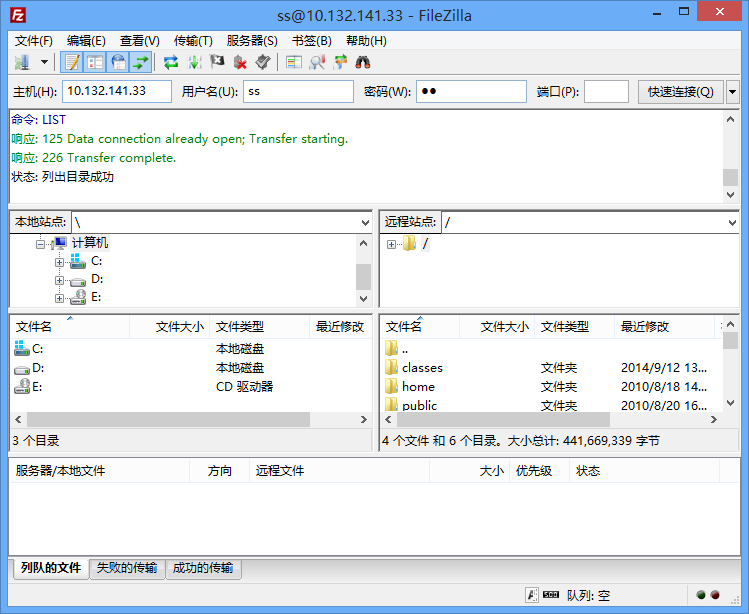 ss@10.132.141.33 - FileZilla
文件(F) 编辑(E) 查看(V) 传输(T) 服务器(S) 书签(B) 帮助(H)
主机(H): 10.132.141.33 用户名(U): ss 密码(W): ●● 端口(P): 快速连接(Q)
命令: LIST
响应: 125 Data connection already open; Transfer starting.
响应: 226 Transfer complete.
状态: 列出目录成功
本地站点: \
计算机
C:
D:
E:
远程站点: /
/
文件名 文件大小 文件类型 最近修改
C: 本地磁盘
D: 本地磁盘
E: CD 驱动器
3 个目录
文件名 文件大小 文件类型 最近修改
..
classes 文件夹 2014/9/12 13...
home 文件夹 2010/8/18 14...
public 文件夹 2010/8/20 16...
4 个文件 和 6 个目录。大小总计: 441,669,339 字节
服务器/本地文件 方向 远程文件 大小 优先级 状态
列队的文件 失败的传输 成功的传输
队列: 空